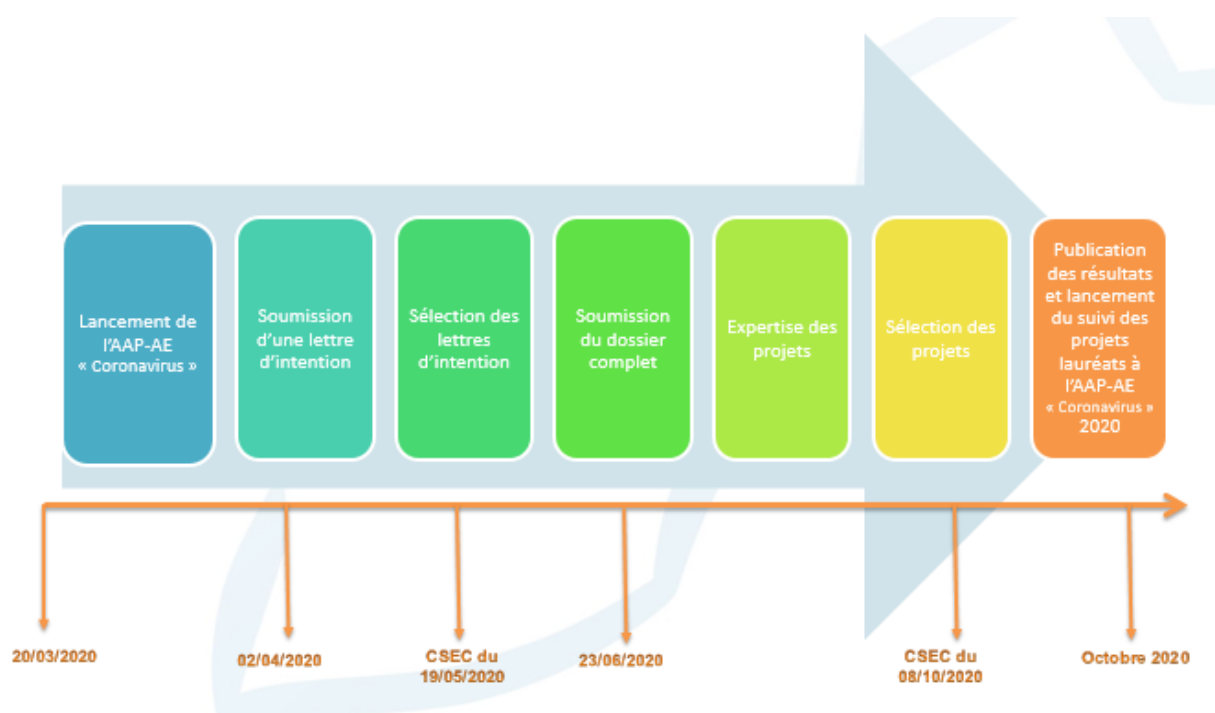 Lancement de
l'AAP-AE
« Coronavirus »
Soumission
d'une lettre
d'intention
Sélection des
lettres
d'intention
Soumission
du dossier
complet
Expertise des
projets
Sélection des
projets
Publication
des résultats
et lancement
du suivi des
projets
lauréats à
l'AAP-AE
« Coronavirus »
2020
20/03/2020
02/04/2020
CSEC du
19/05/2020
23/06/2020
CSEC du
08/10/2020
Octobre 2020